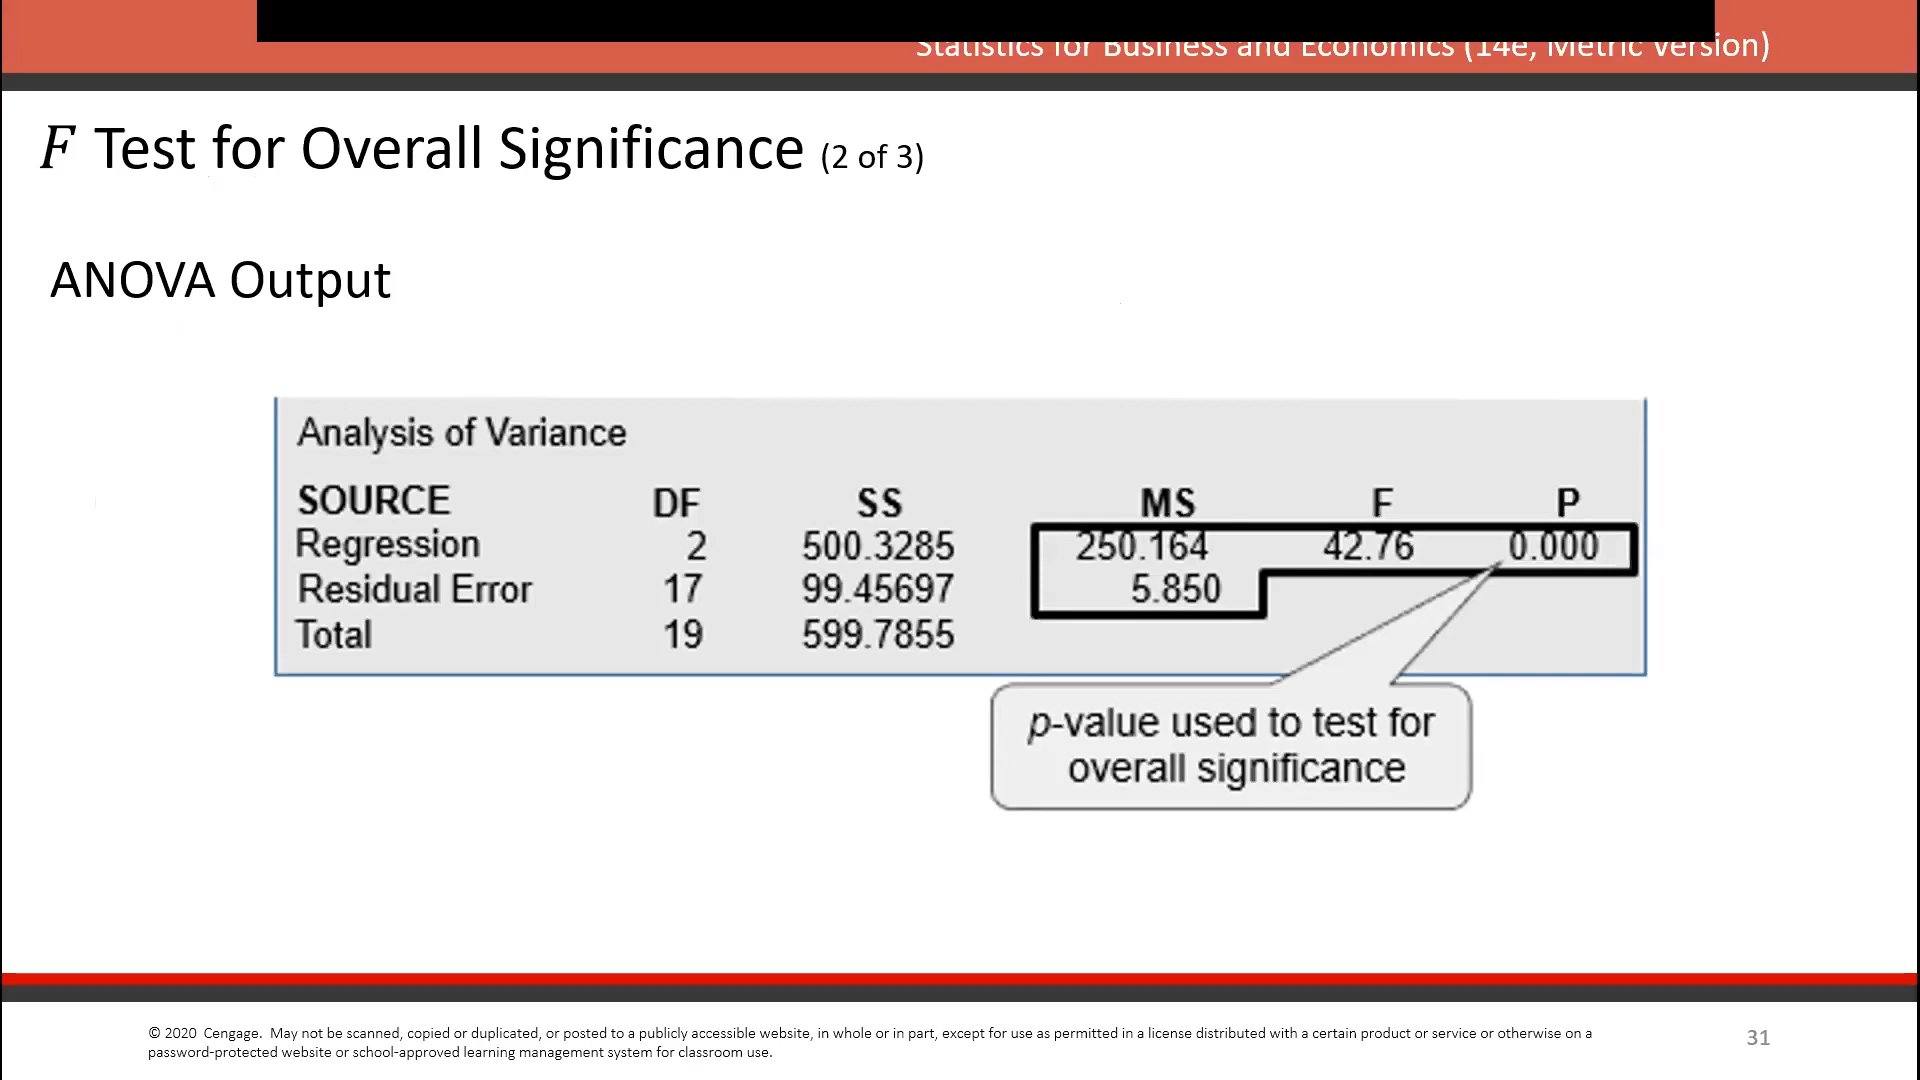 Statistics for Business and Economics (14e, Metric Version)
F Test for Overall Significance (2 of 3)
ANOVA Output
Analysis of Variance
SOURCE DF SS MS F P
Regression 2 500.3285 250.164 42.76 0.000
Residual Error 17 99.45697 5.850
Total 19 599.7855
p-value used to test for
overall significance
© 2020 Cengage. May not be scanned, copied or duplicated, or posted to a publicly accessible website, in whole or in part, except for use as permitted in a license distributed with a certain product or service or otherwise on a
password-protected website or school-approved learning management system for classroom use.
31